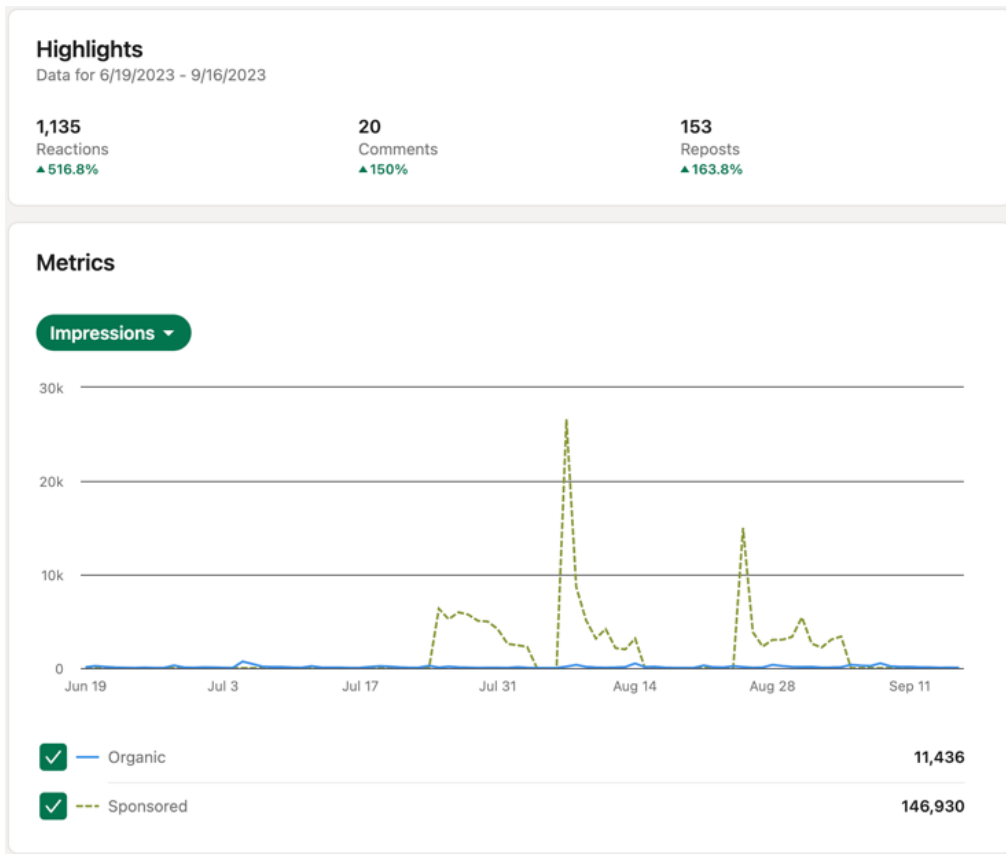 Highlights
Data for 6/19/2023 - 9/16/2023
1,135 20 153
Reactions Comments Reposts
▲516.8% ▲150% ▲163.8%
Metrics
Impressions
30k
20k
10k
0
Jun 19 Jul 3 Jul 17 Jul 31 Aug 14 Aug 28 Sep 11
Organic 11,436
Sponsored 146,930